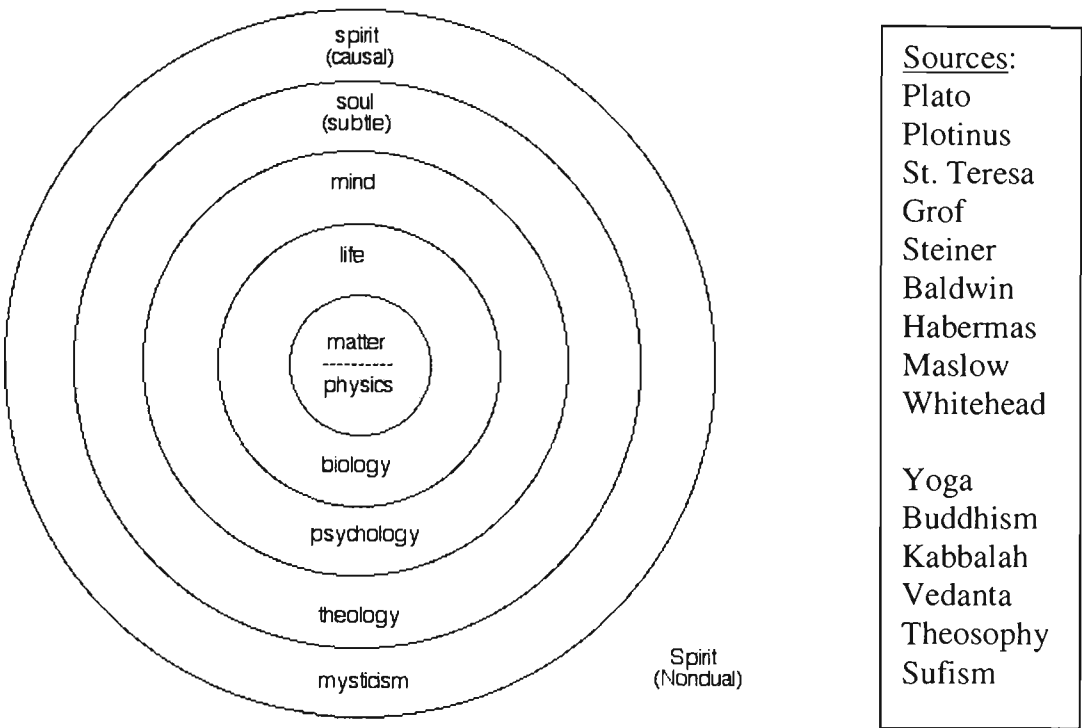 spirit
(causal)
soul
(subtle)
mind
life
matter
physics
biology
psychology
theology
mysticism
Spirit
(Nondual)
Sources:
Plato
Plotinus
St. Teresa
Grof
Steiner
Baldwin
Habermas
Maslow
Whitehead
Yoga
Buddhism
Kabbalah
Vedanta
Theosophy
Sufism